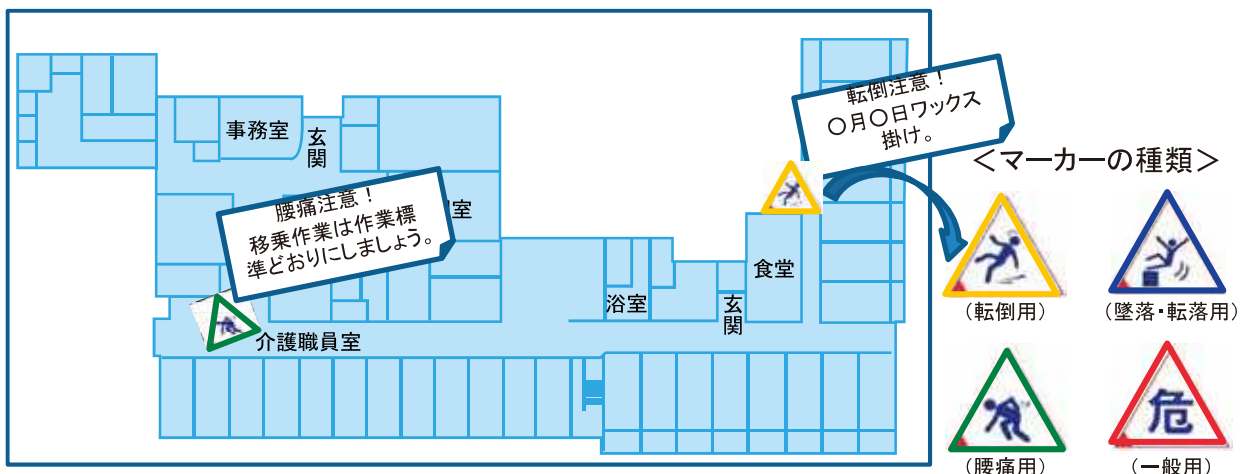 転倒注意！
〇月〇日ワックス
掛け。
＜マーカーの種類＞
事務室
玄
関
腰痛注意！
移乗作業は作業標
準どおりにしましょう。
室
食堂
浴室
玄
関
介護職員室
（転倒用）
（墜落・転落用）
危
（腰痛用）
（一般用）